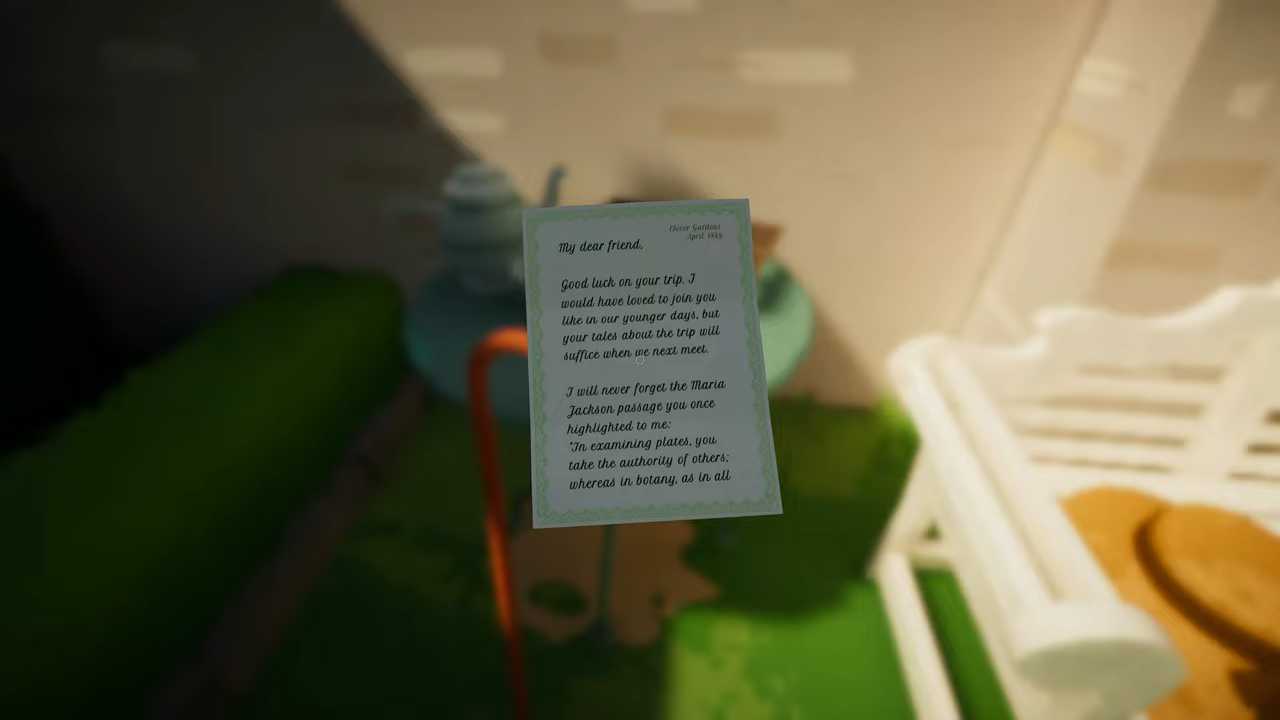 Clover Gardens
April 1889
My dear friend,
Good luck on your trip. I
would have loved to join you
like in our younger days, but
your tales about the trip will
suffice when we next meet.
I will never forget the Maria
Jackson passage you once
highlighted to me:
"In examining plates, you
take the authority of others;
whereas in botany, as in all